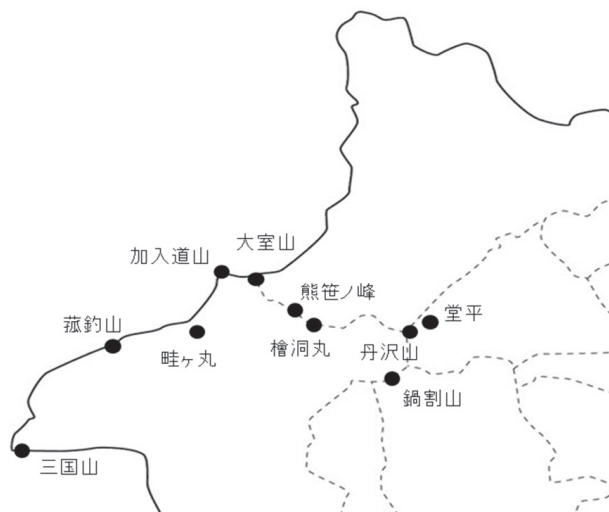 大室山
加入道山
熊笹ノ峰
堂平
菰釣山
畦ヶ丸
檜洞丸
丹沢山
鍋割山
三国山